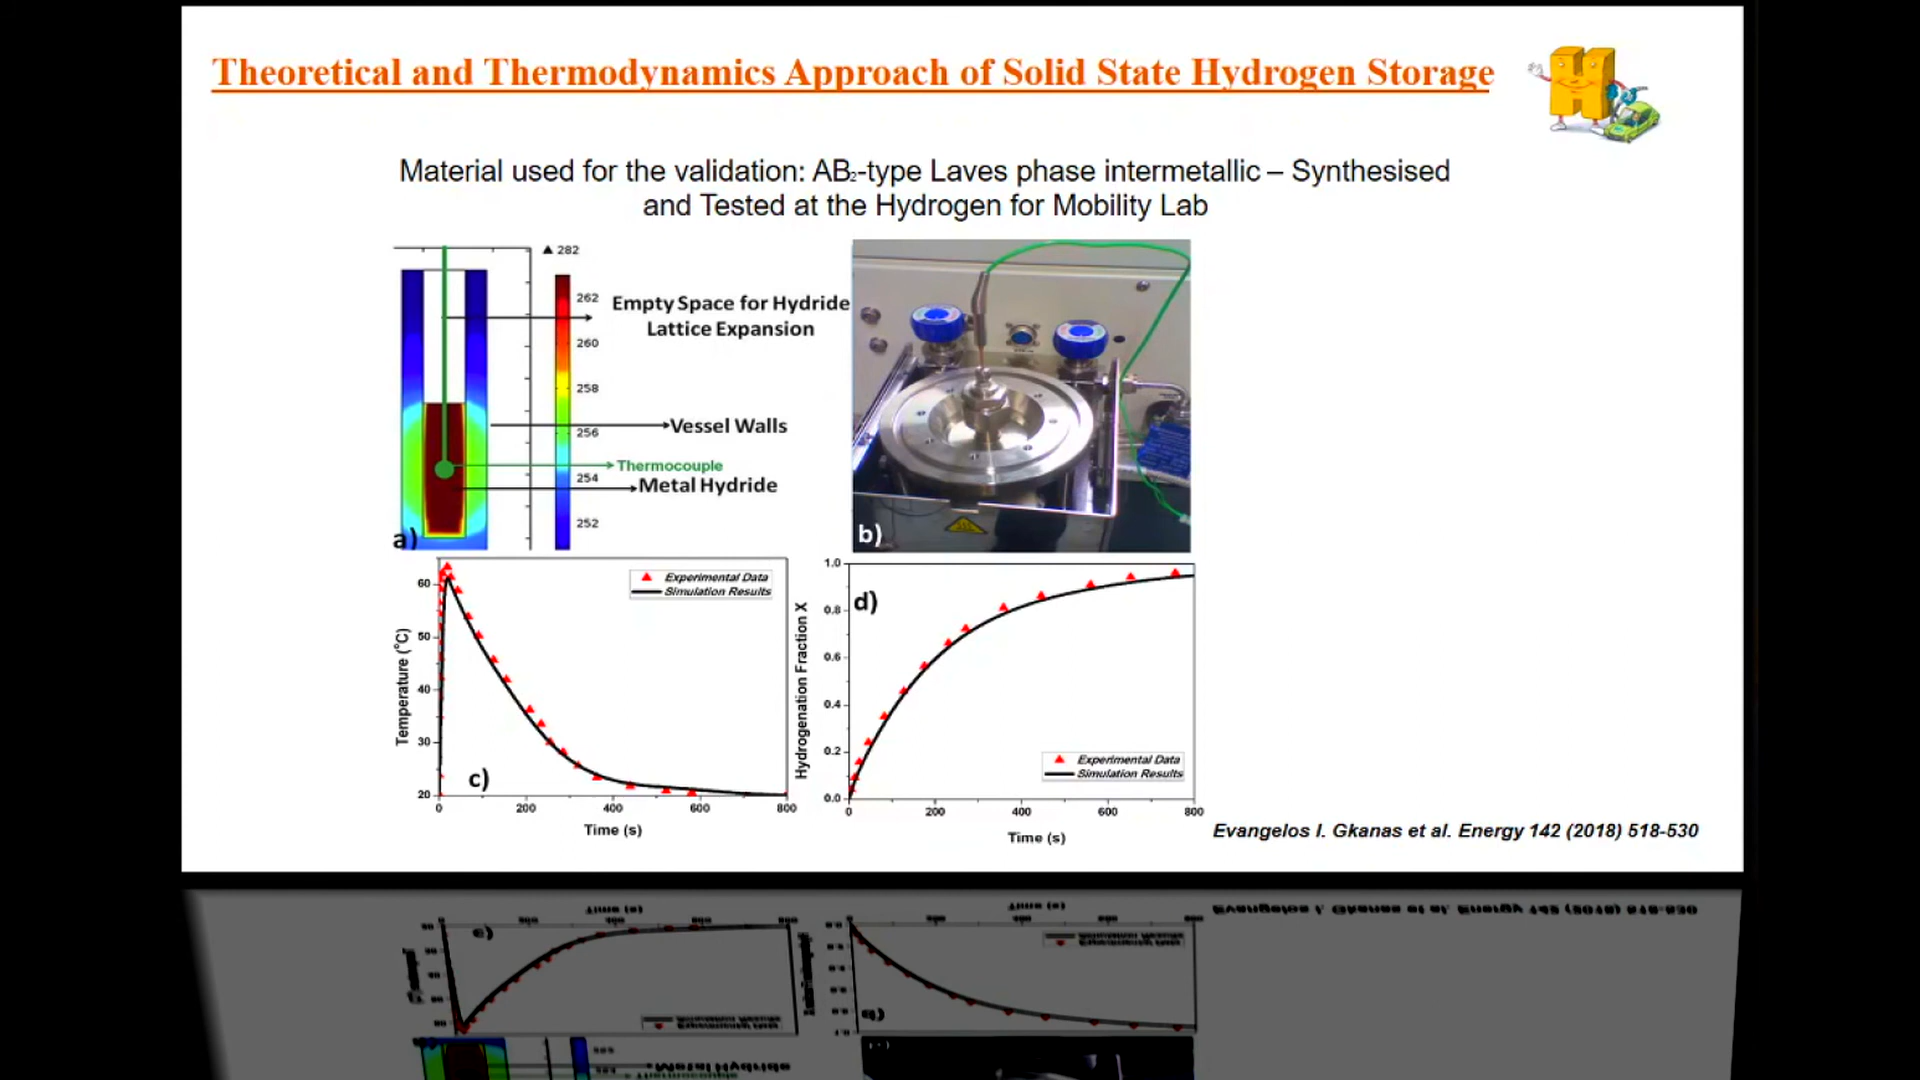 Theoretical and Thermodynamics Approach of Solid State Hydrogen Storage
Material used for the validation: AB₂-type Laves phase intermetallic – Synthesised
and Tested at the Hydrogen for Mobility Lab
▲ 282
262
260
258
256
254
252
Empty Space for Hydride
Lattice Expansion
Vessel Walls
Thermocouple
Metal Hydride
a)
b)
Experimental Data
Simulation Results
60
50
40
30
20
Temperature (°C)
c)
0
200
400
600
800
Time (s)
d)
1.0
0.8
0.6
0.4
0.2
0.0
Hydrogenation Fraction X
Experimental Data
Simulation Results
0
200
400
600
800
Time (s)
Evangelos I. Gkanas et al. Energy 142 (2018) 518-530